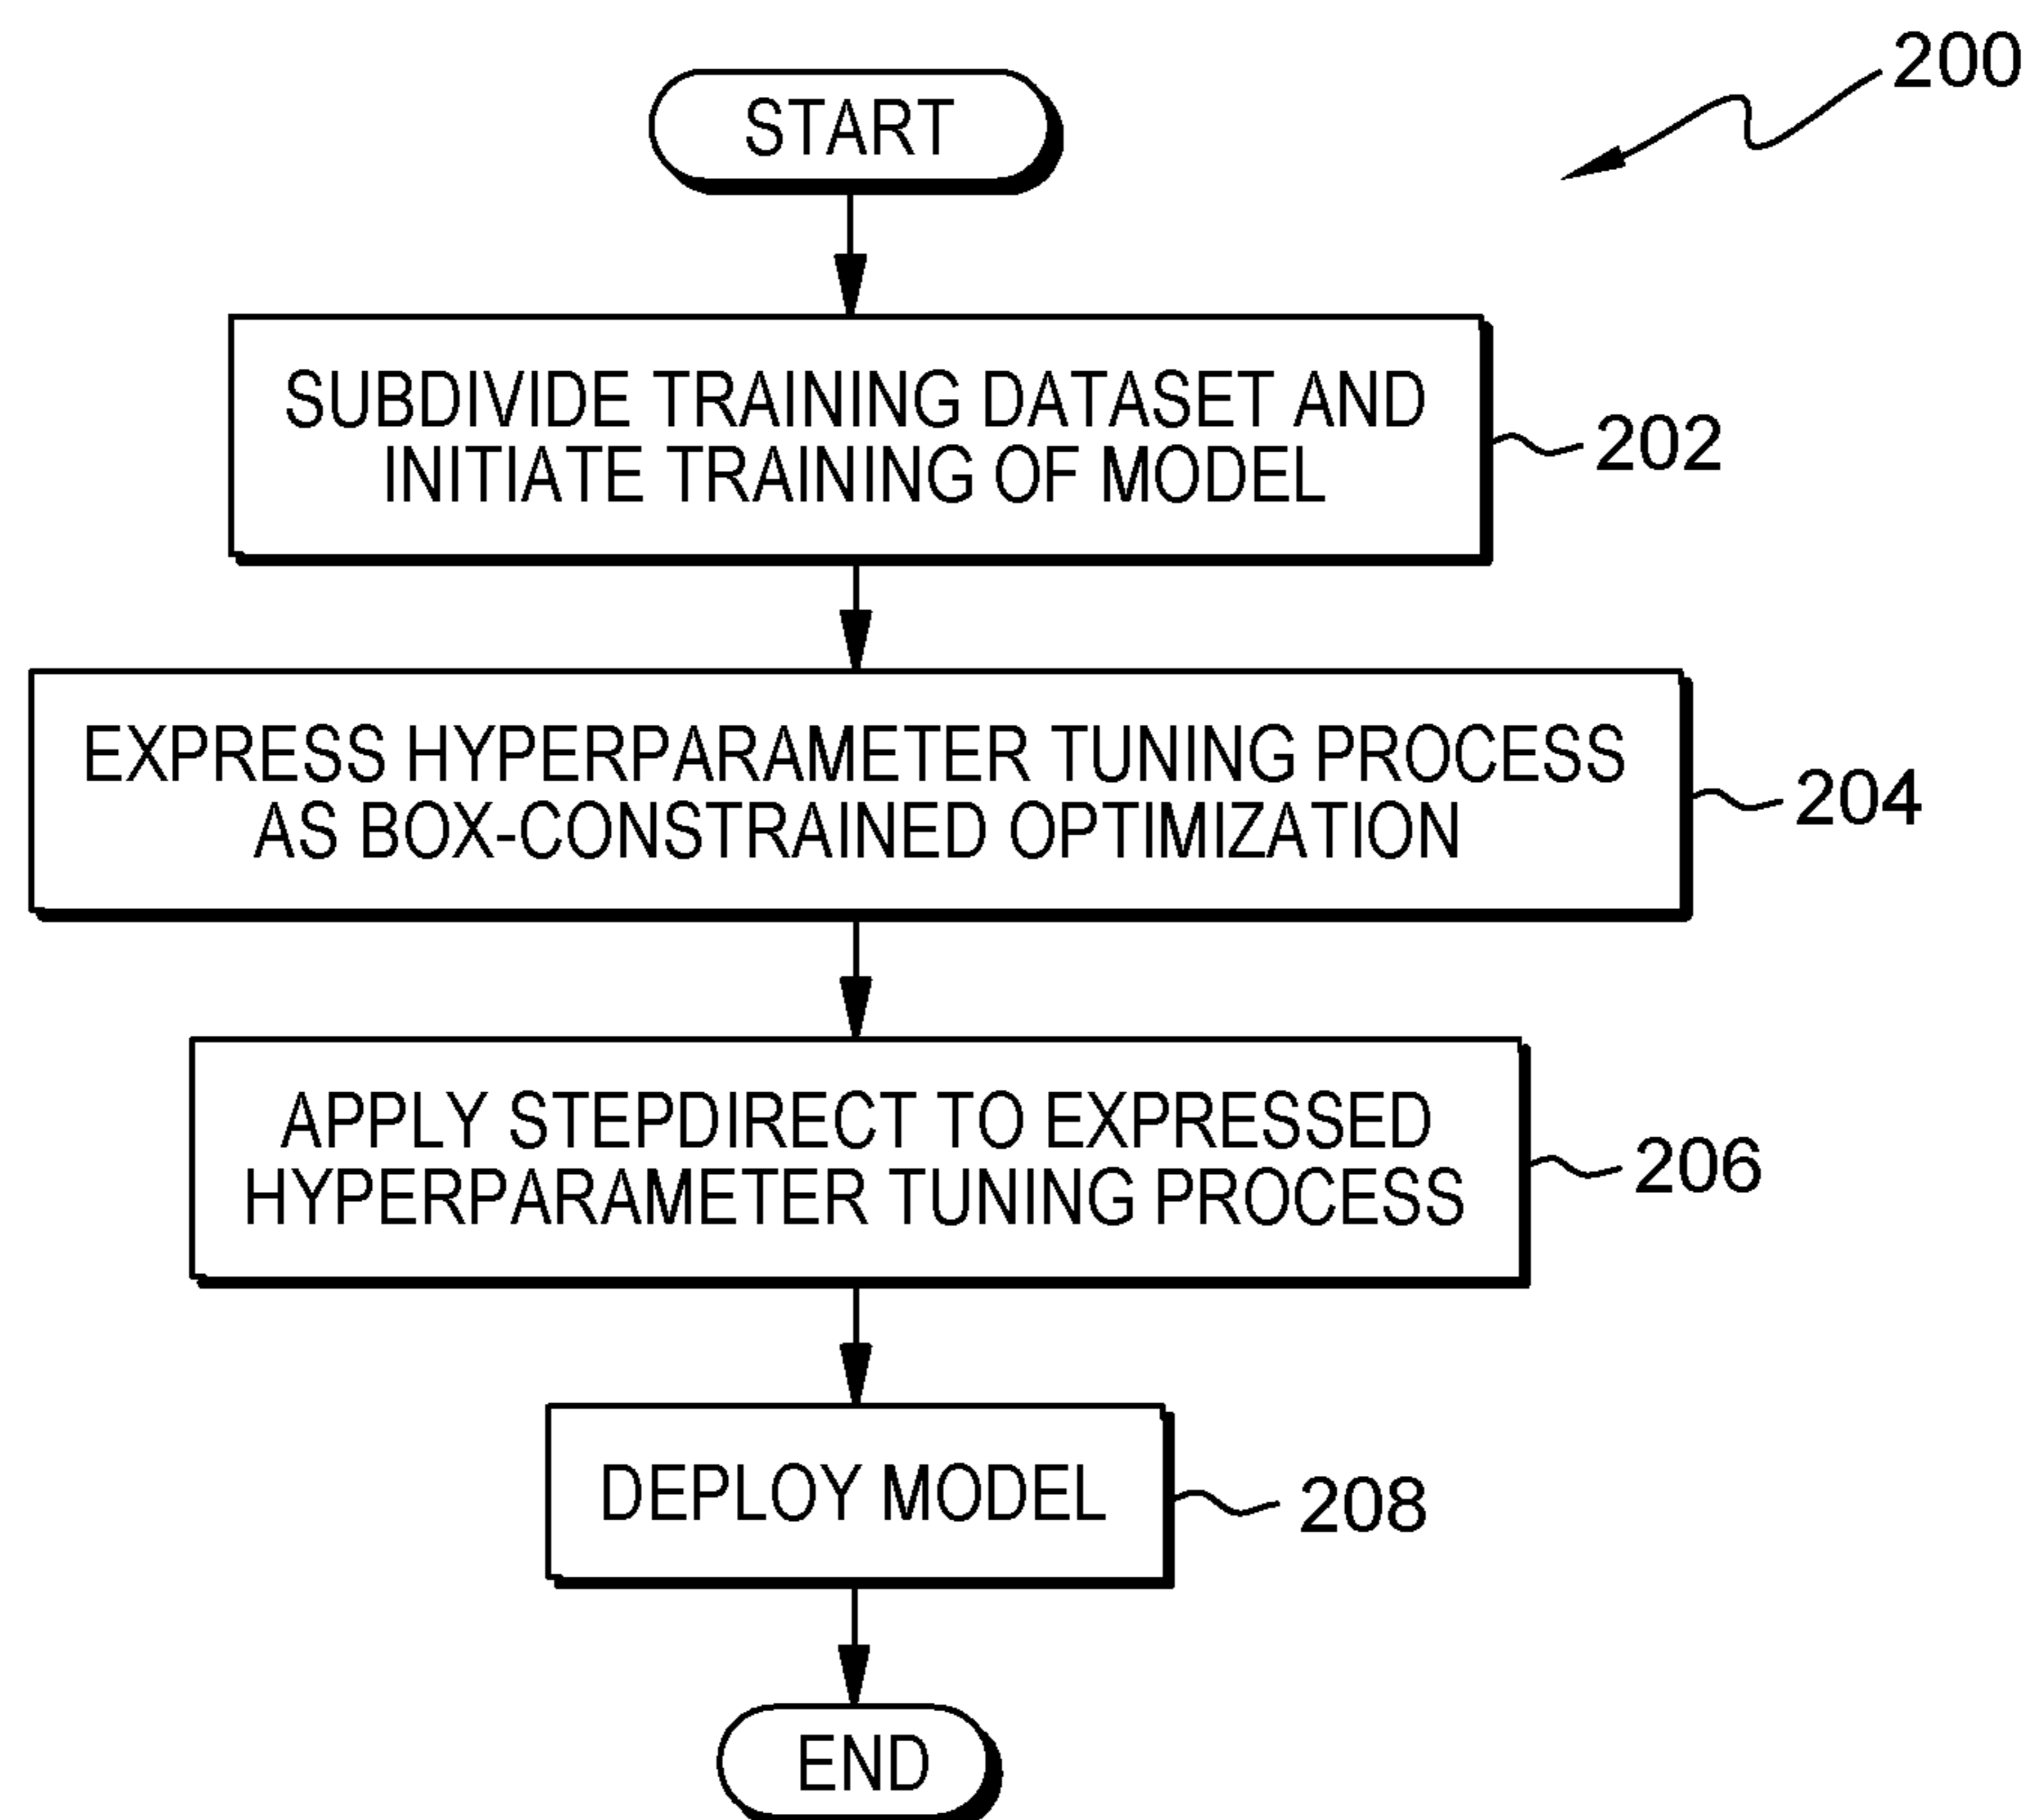 200
START
SUBDIVIDE TRAINING DATASET AND
INITIATE TRAINING OF MODEL
202
EXPRESS HYPERPARAMETER TUNING PROCESS
AS BOX-CONSTRAINED OPTIMIZATION
204
APPLY STEPDIRECT TO EXPRESSED
HYPERPARAMETER TUNING PROCESS
206
DEPLOY MODEL
208
END